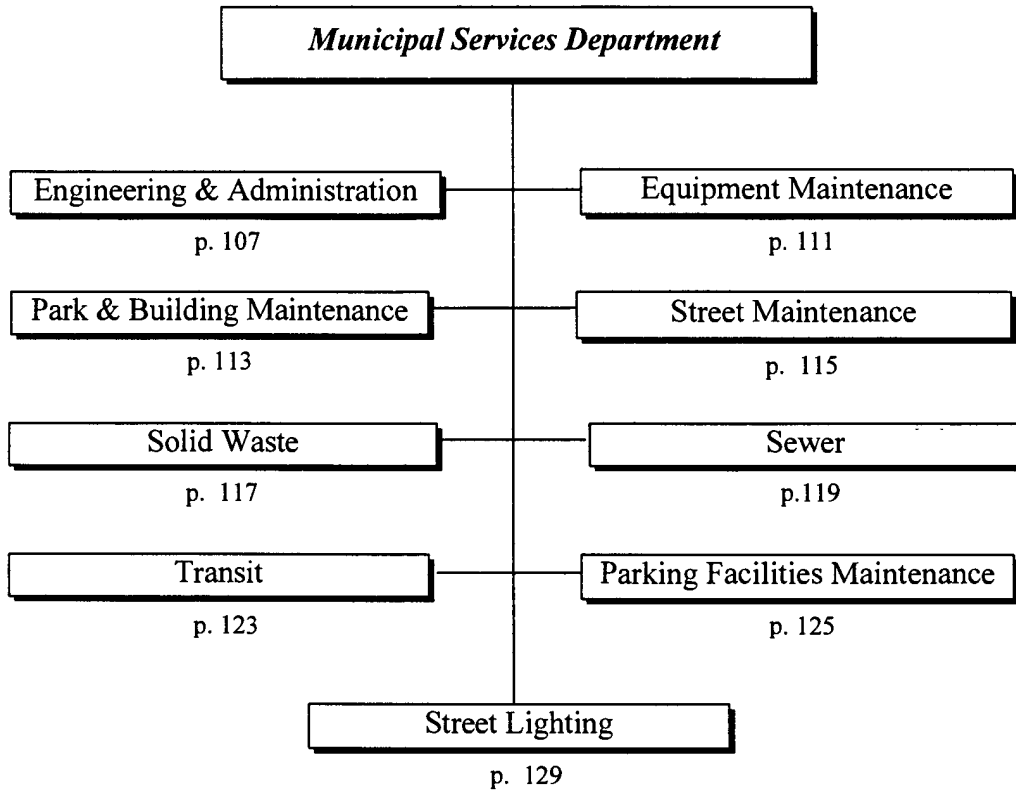 Municipal Services Department
Engineering & Administration
p. 107
Equipment Maintenance
p. 111
Park & Building Maintenance
p. 113
Street Maintenance
p. 115
Solid Waste
p. 117
Sewer
p.119
Transit
p. 123
Parking Facilities Maintenance
p. 125
Street Lighting
p. 129